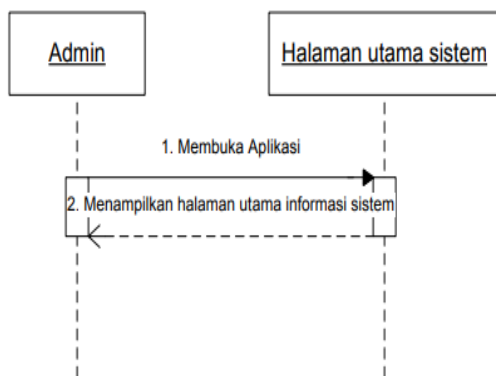 Admin
Halaman utama sistem
1. Membuka Aplikasi
2. Menampilkan halaman utama informasi sistem